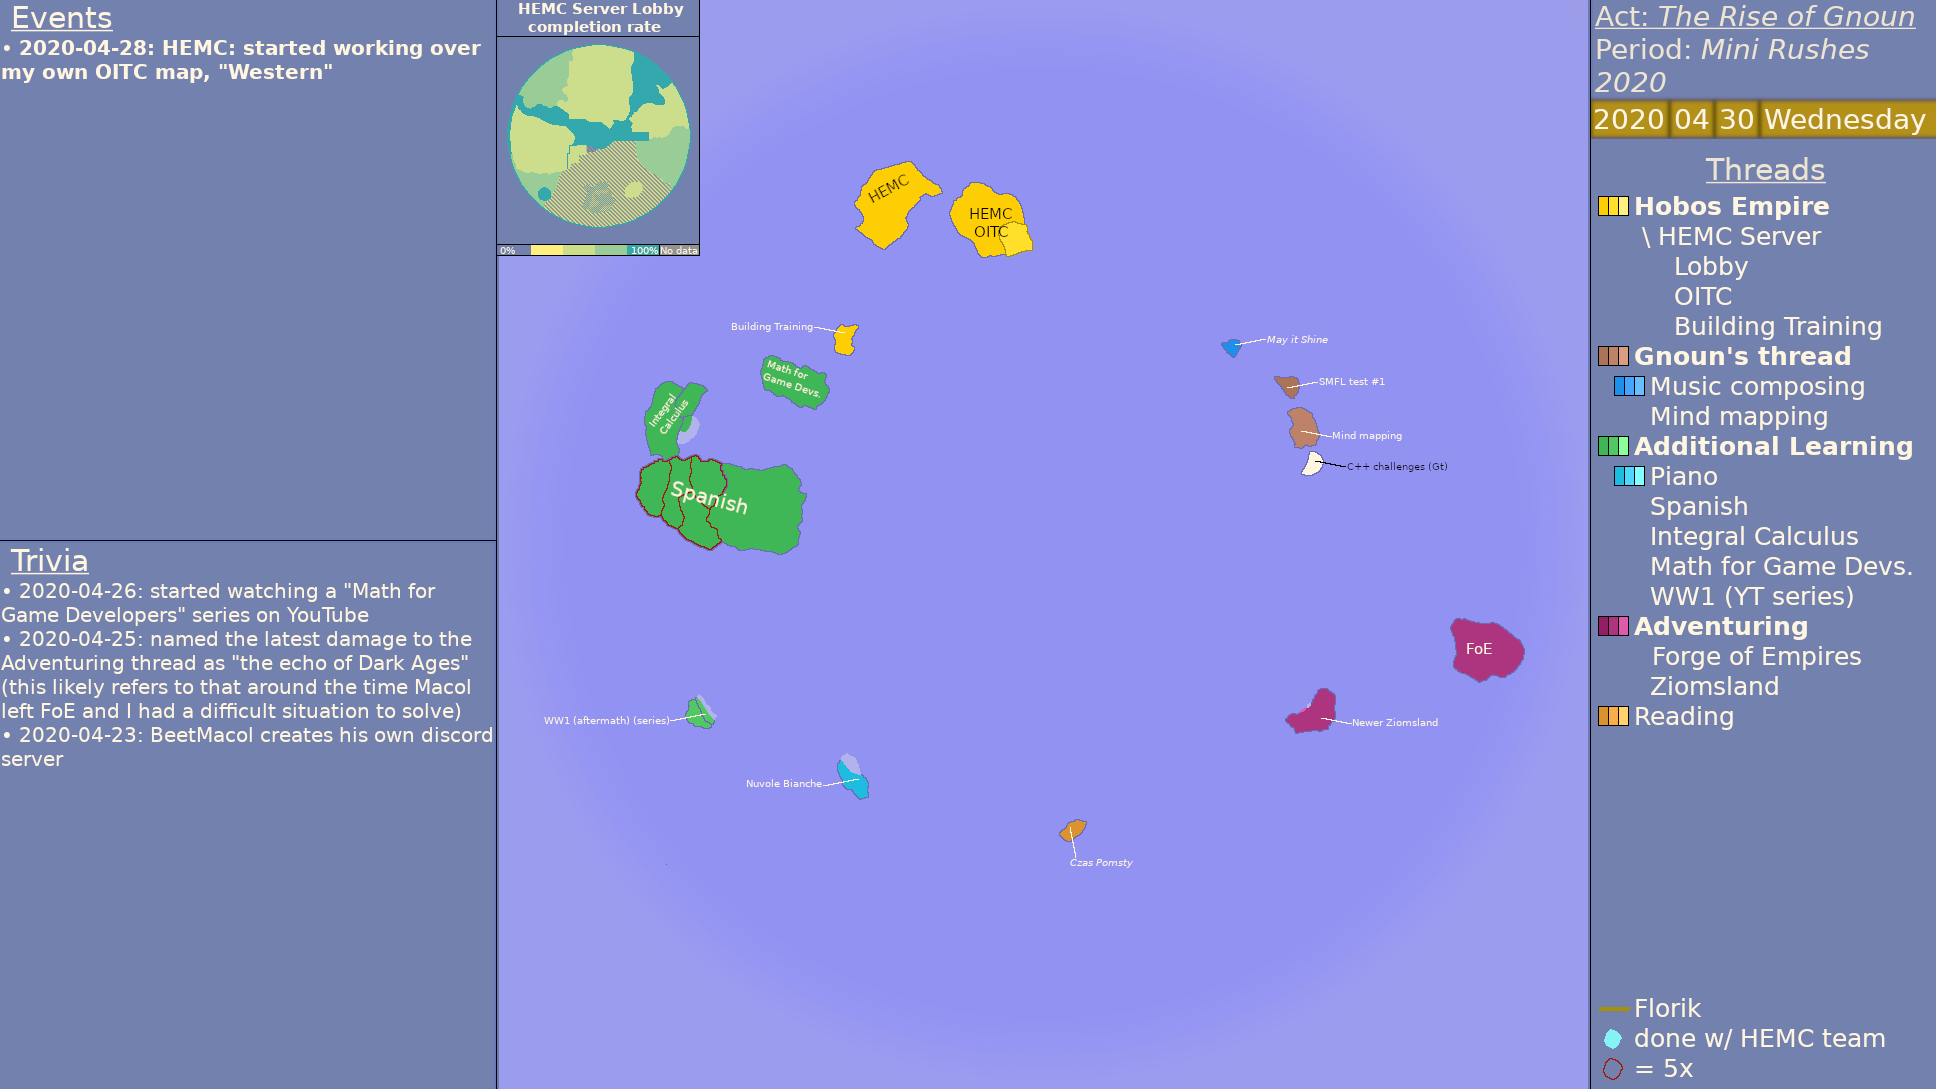 Events
• 2020-04-28: HEMC: started working over
my own OITC map, "Western"
Trivia
• 2020-04-26: started watching a "Math for
Game Developers" series on YouTube
• 2020-04-25: named the latest damage to the
Adventuring thread as "the echo of Dark Ages"
(this likely refers to that around the time Macol
left FoE and I had a difficult situation to solve)
• 2020-04-23: BeetMacol creates his own discord
server
HEMC Server Lobby
completion rate
0%
100%
No data
HEMC
HEMC
OITC
Building Training
Math for
Game Devs.
Integral
Calculus
Spanish
WW1 (aftermath) (series)
Nuvole Bianche
Czas Pomsty
May it Shine
SMFL test #1
Mind mapping
C++ challenges (Gt)
FoE
Newer Ziomsland
Act: The Rise of Gnoun
Period: Mini Rushes
2020
2020 04 30 Wednesday
Threads
Hobos Empire
\ HEMC Server
Lobby
OITC
Building Training
Gnoun's thread
Music composing
Mind mapping
Additional Learning
Piano
Spanish
Integral Calculus
Math for Game Devs.
WW1 (YT series)
Adventuring
Forge of Empires
Ziomsland
Reading
Florik
done w/ HEMC team
= 5x